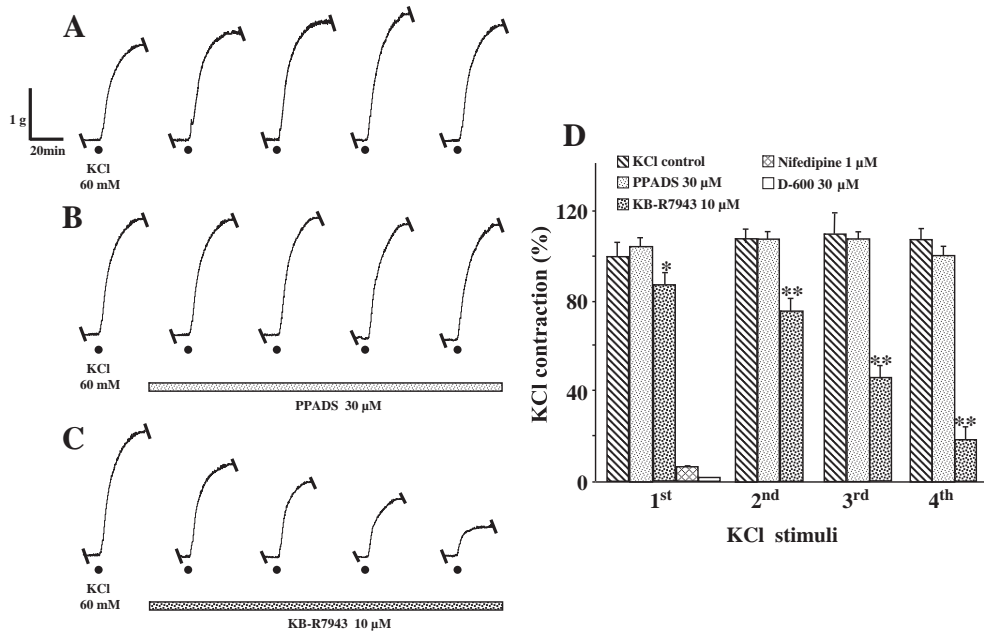 A
1 g
20min
KCl
60 mM
B
KCl
60 mM
PPADS 30 µM
C
KCl
60 mM
KB-R7943 10 µM
D
KCl control
PPADS 30 µM
KB-R7943 10 µM
Nifedipine 1 µM
D-600 30 µM
KCl contraction (%)
120
80
40
0
*
**
**
**
1st
2nd
3rd
4th
KCl stimuli